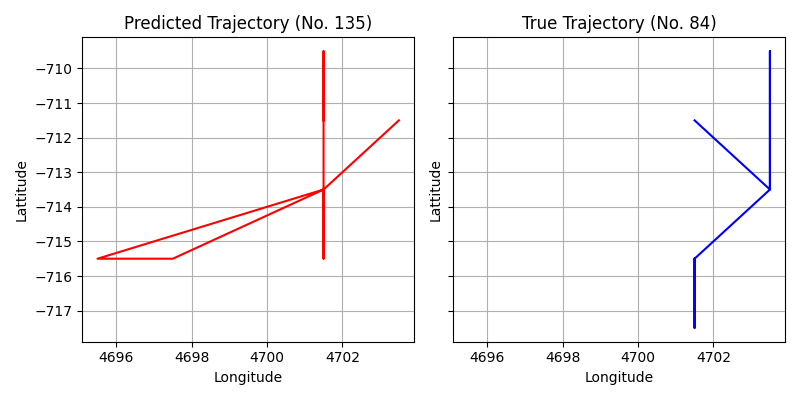 Predicted Trajectory (No. 135)
−710
−711
−712
−713
−714
−715
−716
−717
Lattitude
4696 4698 4700 4702
Longitude
True Trajectory (No. 84)
Lattitude
4696 4698 4700 4702
Longitude